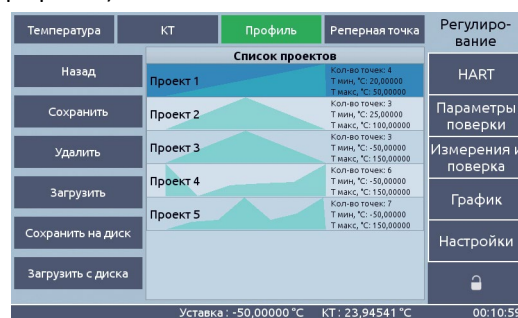 Температура
КТ
Профиль
Реперная точка
Регулиро-
вание
Список проектов
Назад
Сохранить
Удалить
Загрузить
Сохранить на диск
Загрузить с диска
Проект 1
Кол-во точек: 4
Т мин, °C: 20,00000
Т макс, °C: 50,00000
Проект 2
Кол-во точек: 3
Т мин, °C: 25,00000
Т макс, °C: 100,00000
Проект 3
Кол-во точек: 3
Т мин, °C: -50,00000
Т макс, °C: 150,00000
Проект 4
Кол-во точек: 6
Т мин, °C: -50,00000
Т макс, °C: 150,00000
Проект 5
Кол-во точек: 7
Т мин, °C: -50,00000
Т макс, °C: 150,00000
HART
Параметры
поверки
Измерения и
поверка
График
Настройки
Уставка : -50,00000 °C
КТ : 23,94541 °C
00:10:59